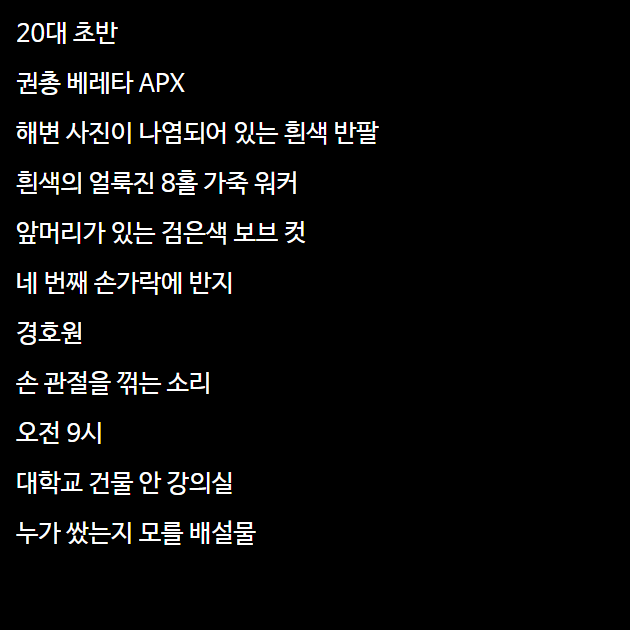 20대 초반
권총 베레타 APX
해변 사진이 나염되어 있는 흰색 반팔
흰색의 얼룩진 8홀 가죽 워커
앞머리가 있는 검은색 보브 컷
네 번째 손가락에 반지
경호원
손 관절을 꺾는 소리
오전 9시
대학교 건물 안 강의실
누가 쌌는지 모를 배설물